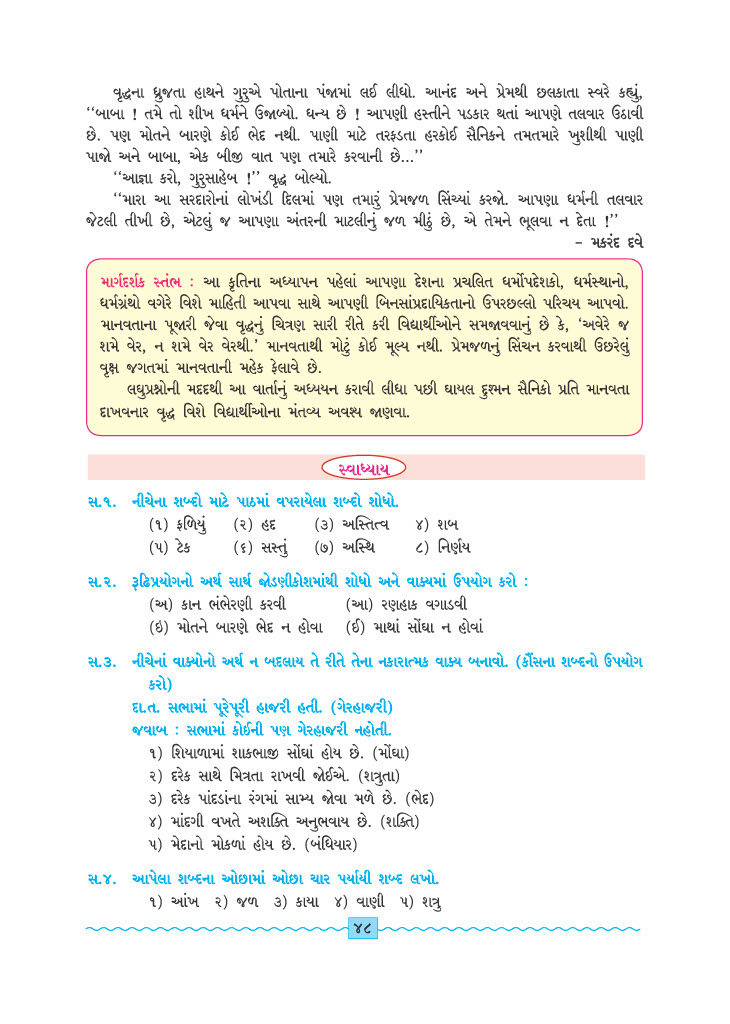 વૃદ્ધના ધ્રુજતા હાથને ગુરુએ પોતાના પંજામાં લઈ લીધો. આનંદ અને પ્રેમથી છલકાતા સ્વરે કહ્યું,
‘‘બાબા ! તમે તો શીખ ધર્મને ઉજાળ્યો. ધન્ય છે ! આપણી હસ્તીને પડકાર થતાં આપણે તલવાર ઉઠાવી
છે. પણ મોતને બારણે કોઈ ભેદ નથી. પાણી માટે તરફડતા હરકોઈ સૈનિકને તમતમારે ખુશીથી પાણી
પાજો અને બાબા, એક બીજી વાત પણ તમારે કરવાની છે...’’
‘‘આજ્ઞા કરો, ગુરુસાહેબ !’’ વૃદ્ધ બોલ્યો.
‘‘મારા આ સરદારોનાં લોખંડી દિલમાં પણ તમારું પ્રેમજળ સિંચ્યાં કરજો. આપણા ધર્મની તલવાર
જેટલી તીખી છે, એટલું જ આપણા અંતરની માટલીનું જળ મીઠું છે, એ તેમને ભૂલવા ન દેતા !’’
– મકરંદ દવે
માર્ગદર્શક સ્તંભ : આ કૃતિના અધ્યાપન પહેલાં આપણા દેશના પ્રચલિત ધર્મોપદેશકો, ધર્મસ્થાનો,
ધર્મગ્રંથો વગેરે વિશે માહિતી આપવા સાથે આપણી બિનસાંપ્રદાયિકતાનો ઉપરછલ્લો પરિચય આપવો.
માનવતાના પૂજારી જેવા વૃદ્ધનું ચિત્રણ સારી રીતે કરી વિદ્યાર્થીઓને સમજાવવાનું છે કે, ‘અવેરે જ
શમે વેર, ન શમે વેર વેરથી.’ માનવતાથી મોટું કોઈ મૂલ્ય નથી. પ્રેમજળનું સિંચન કરવાથી ઉછરેલું
વૃક્ષ જગતમાં માનવતાની મહેક ફેલાવે છે.
લઘુપ્રશ્નોની મદદથી આ વાર્તાનું અધ્યયન કરાવી લીધા પછી ઘાયલ દુશ્મન સૈનિકો પ્રતિ માનવતા
દાખવનાર વૃદ્ધ વિશે વિદ્યાર્થીઓના મંતવ્ય અવશ્ય જાણવા.
સ્વાધ્યાય
સ.૧. નીચેના શબ્દો માટે પાઠમાં વપરાયેલા શબ્દો શોધો.
(૧) ફળિયું (૨) હદ (૩) અસ્તિત્વ ૪) શબ
(૫) ટેક (૬) સસ્તું (૭) અસ્થિ ૮) નિર્ણય
સ.૨. રૂઢિપ્રયોગનો અર્થ સાર્થ જોડણીકોશમાંથી શોધો અને વાક્યમાં ઉપયોગ કરો :
(અ) કાન ભંભેરણી કરવી (આ) રણહાક વગાડવી
(ઇ) મોતને બારણે ભેદ ન હોવા (ઈ) માથાં સોંઘા ન હોવાં
સ.૩. નીચેનાં વાક્યોનો અર્થ ન બદલાય તે રીતે તેના નકારાત્મક વાક્ય બનાવો. (કૌંસના શબ્દનો ઉપયોગ
કરો)
દા.ત. સભામાં પૂરેપૂરી હાજરી હતી. (ગેરહાજરી)
જવાબ : સભામાં કોઈની પણ ગેરહાજરી નહોતી.
૧) શિયાળામાં શાકભાજી સોંઘાં હોય છે. (મોંઘા)
૨) દરેક સાથે મિત્રતા રાખવી જોઈએ. (શત્રુતા)
૩) દરેક પાંદડાંના રંગમાં સામ્ય જોવા મળે છે. (ભેદ)
૪) માંદગી વખતે અશક્તિ અનુભવાય છે. (શક્તિ)
૫) મેદાનો મોકળાં હોય છે. (બંધિયાર)
સ.૪. આપેલા શબ્દના ઓછામાં ઓછા ચાર પર્યાયી શબ્દ લખો.
૧) આંખ ૨) જળ ૩) કાયા ૪) વાણી ૫) શત્રુ
૪૮